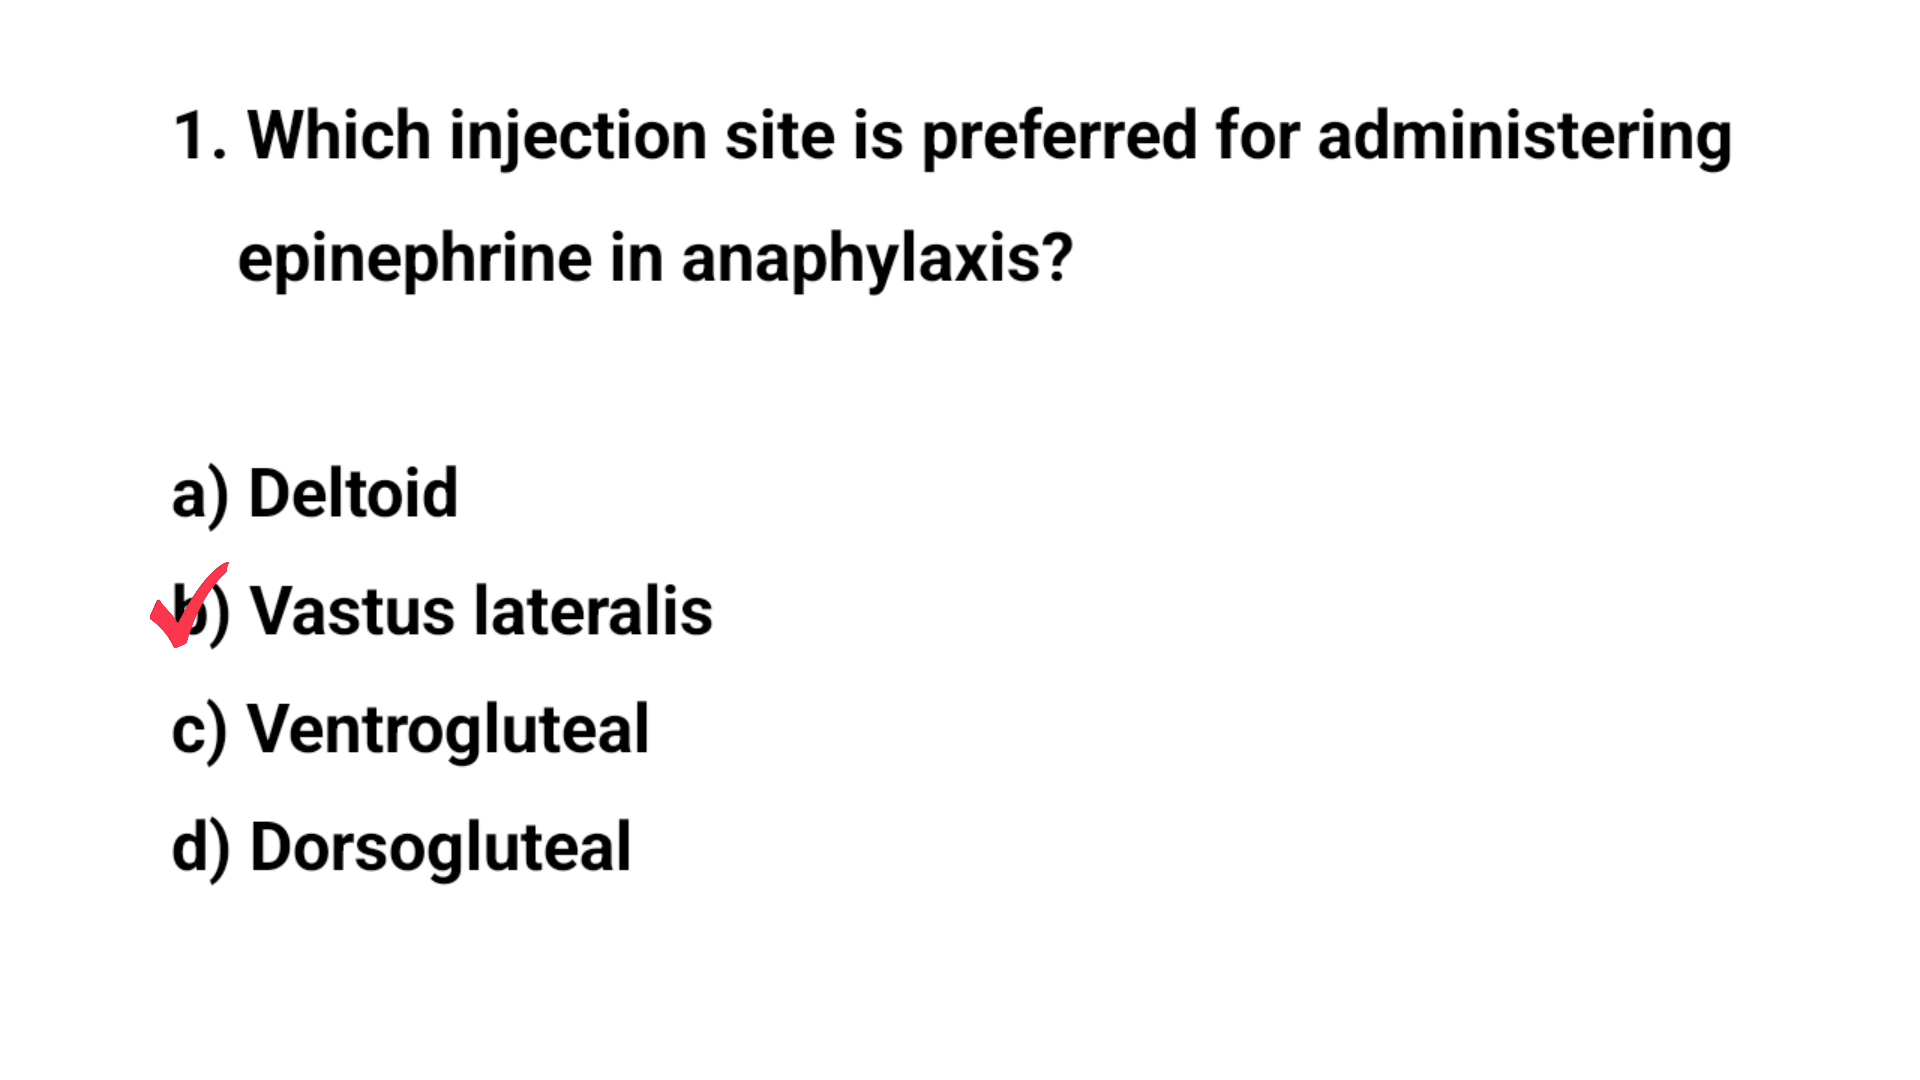 1. Which injection site is preferred for administering
epinephrine in anaphylaxis?
a) Deltoid
b) Vastus lateralis
c) Ventrogluteal
d) Dorsogluteal